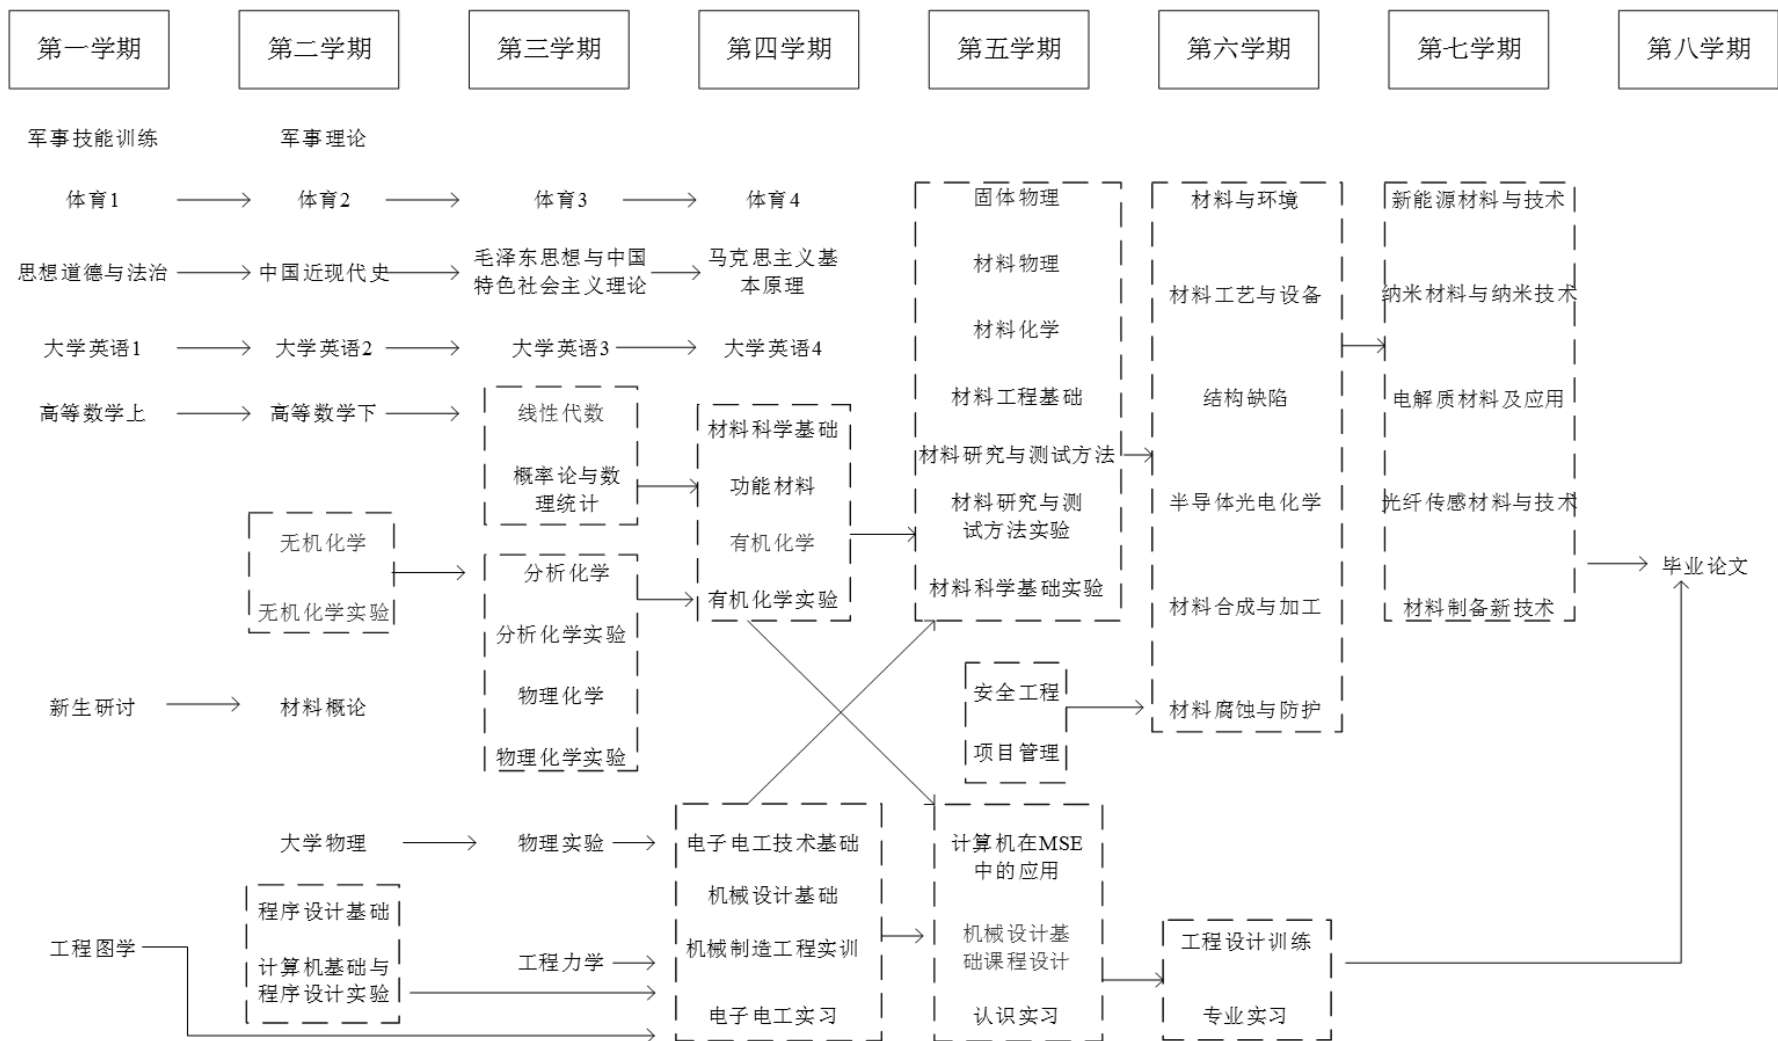 第一学期
第二学期
第三学期
第四学期
第五学期
第六学期
第七学期
第八学期
军事技能训练
军事理论
体育1
体育2
体育3
体育4
思想道德与法治
中国近现代史
毛泽东思想与中国
特色社会主义理论
马克思主义基
本原理
大学英语1
大学英语2
大学英语3
大学英语4
高等数学上
高等数学下
线性代数
概率论与数
理统计
材料科学基础
功能材料
有机化学
有机化学实验
无机化学
无机化学实验
分析化学
分析化学实验
物理化学
物理化学实验
新生研讨
材料概论
固体物理
材料物理
材料化学
材料工程基础
材料研究与测试方法
材料研究与测
试方法实验
材料科学基础实验
安全工程
项目管理
材料与环境
材料工艺与设备
结构缺陷
半导体光电化学
材料合成与加工
材料腐蚀与防护
新能源材料与技术
纳米材料与纳米技术
电解质材料及应用
光纤传感材料与技术
材料制备新技术
毕业论文
大学物理
物理实验
电子电工技术基础
机械设计基础
机械制造工程实训
电子电工实习
程序设计基础
计算机基础与
程序设计实验
工程图学
工程力学
计算机在MSE
中的应用
机械设计基
础课程设计
认识实习
工程设计训练
专业实习